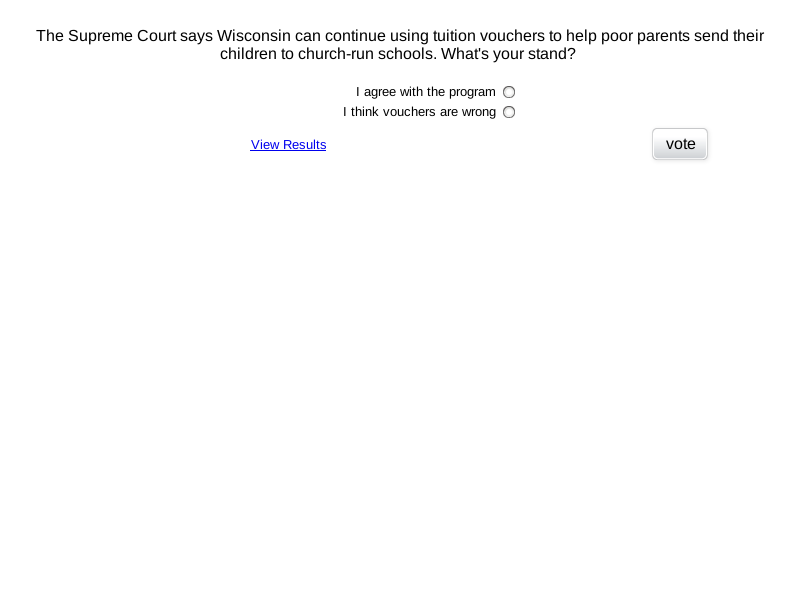 The Supreme Court says Wisconsin can continue using tuition vouchers to help poor parents send their
children to church-run schools. What's your stand?
I agree with the program
I think vouchers are wrong
View Results
vote